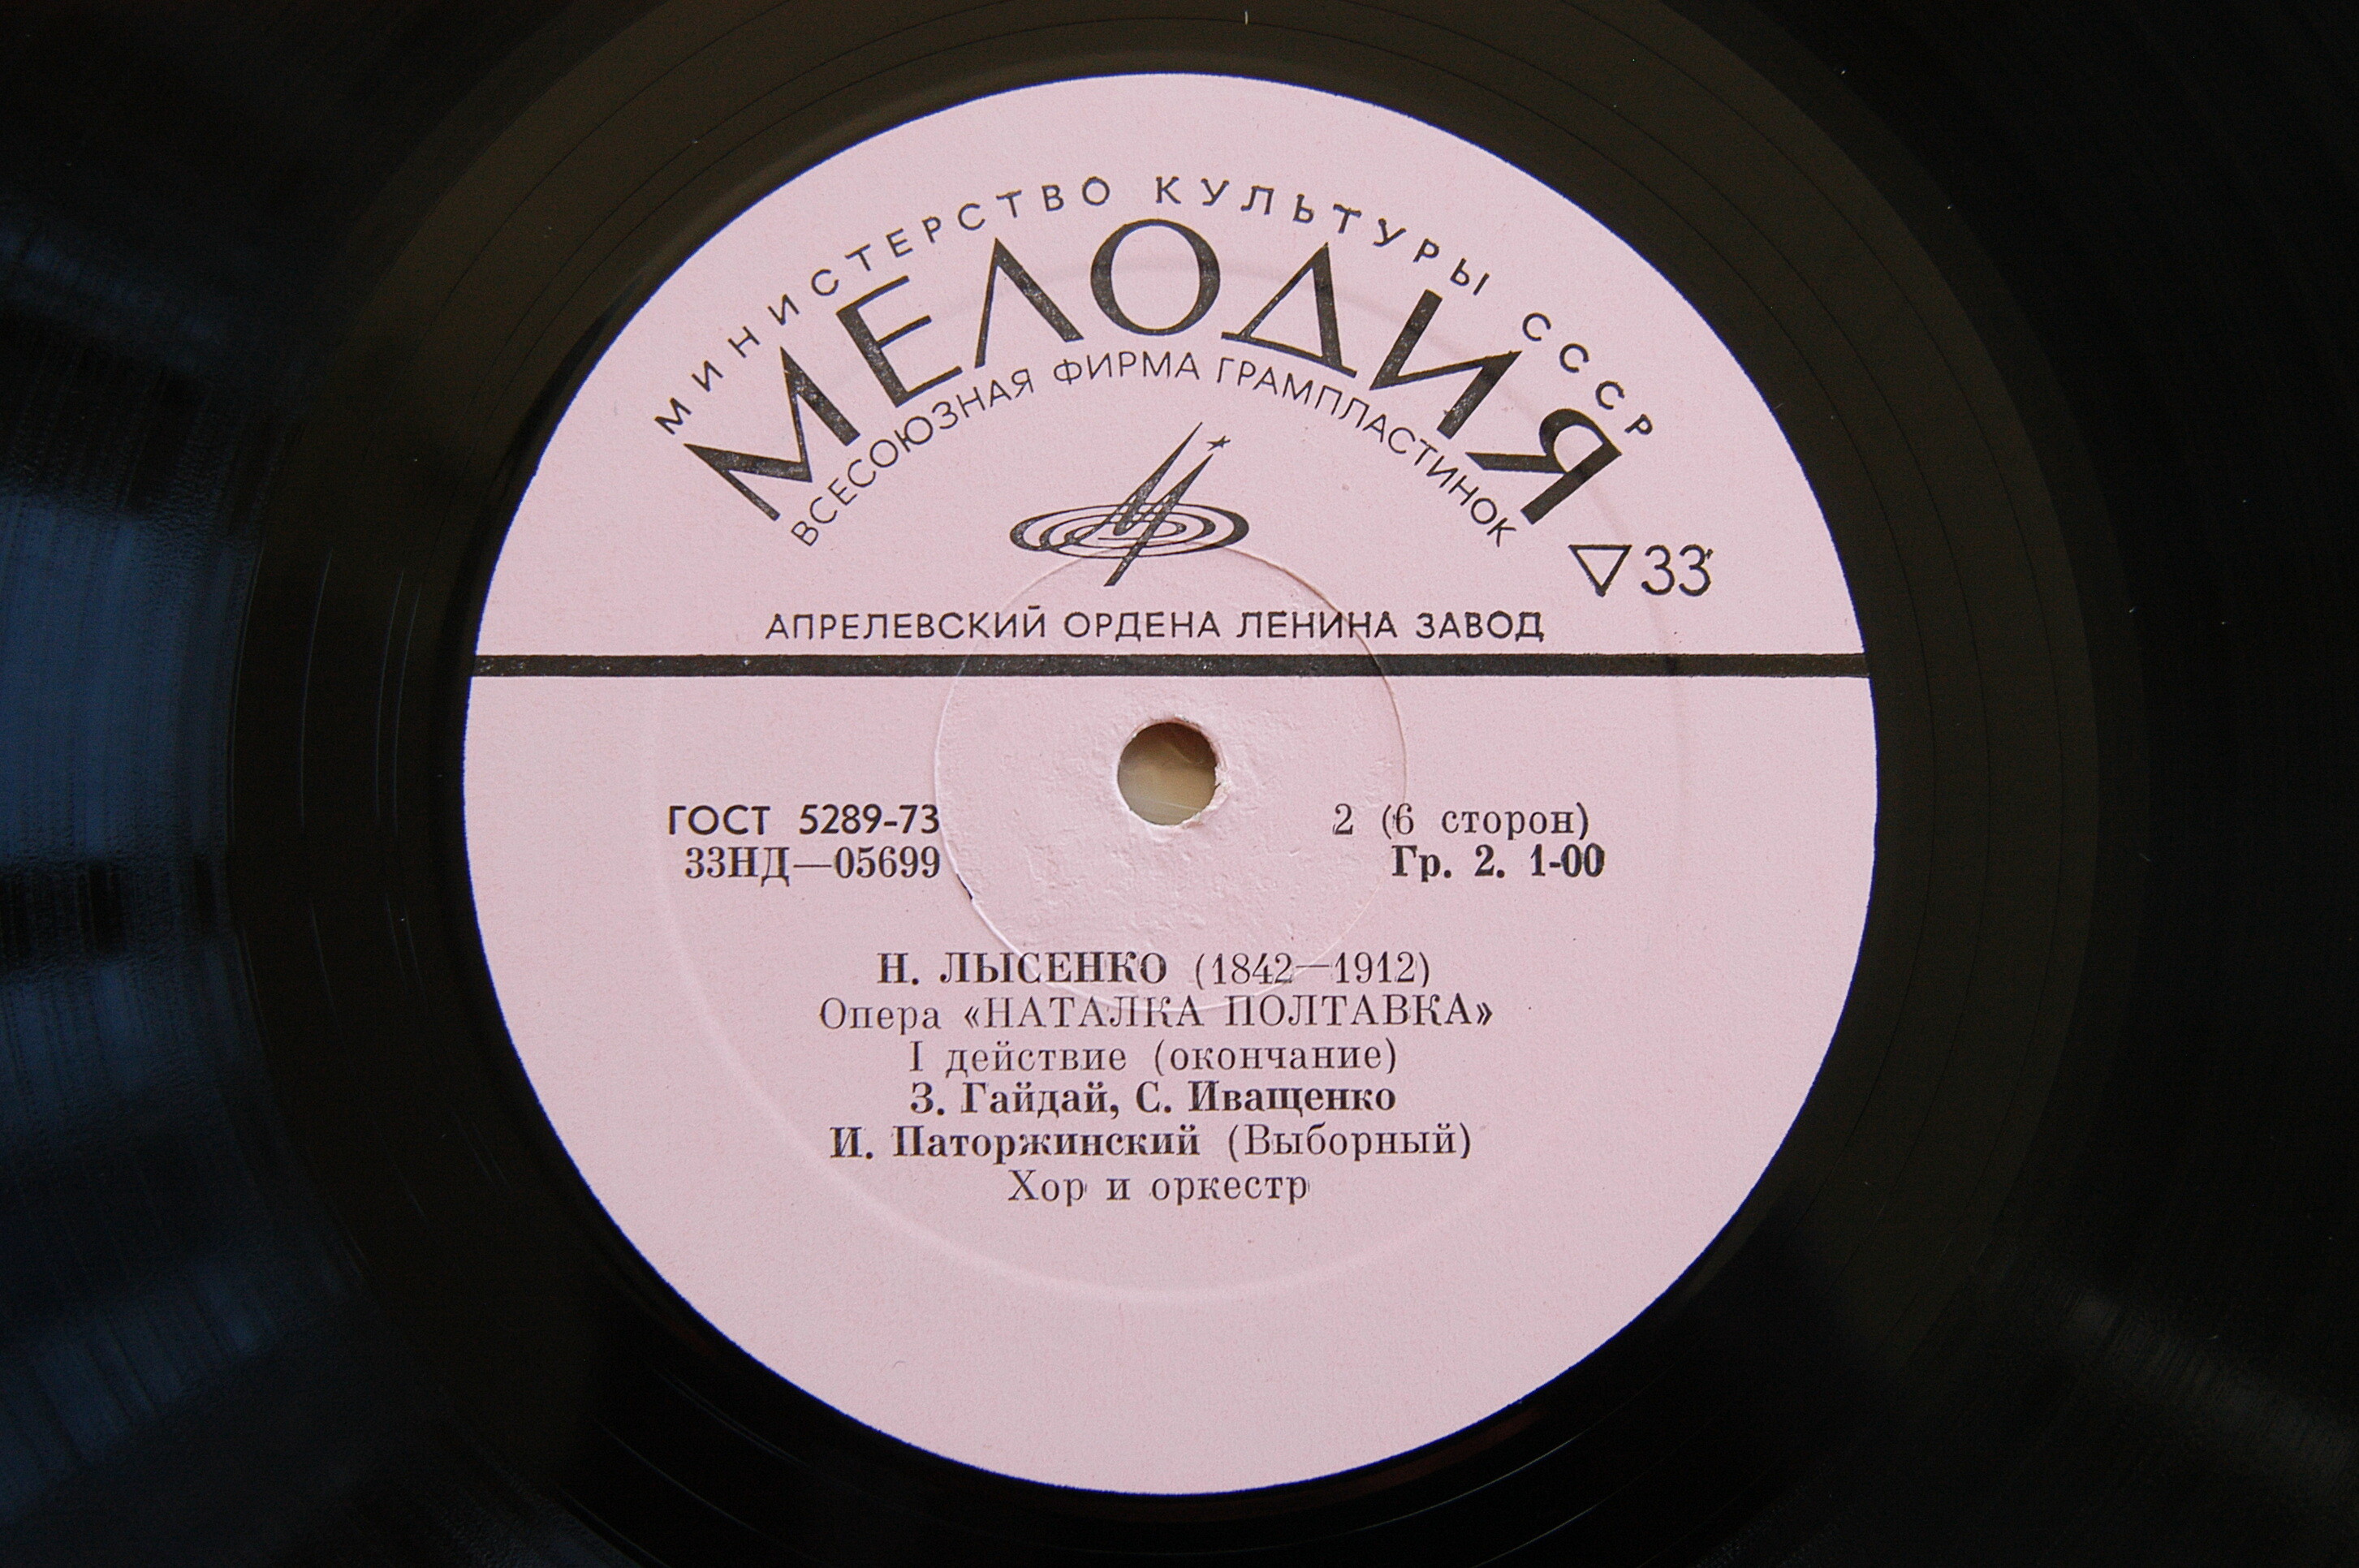 МИНИСТЕРСТВО КУЛЬТУРЫ СССР
МЕЛОДИЯ
ВСЕСОЮЗНАЯ ФИРМА ГРАМПЛАСТИНОК
▽33
АПРЕЛЕВСКИЙ ОРДЕНА ЛЕНИНА ЗАВОД
ГОСТ 5289-73
33НД—05699
2 (6 сторон)
Гр. 2. 1-00
Н. ЛЫСЕНКО (1842—1912)
Опера «НАТАЛКА ПОЛТАВКА»
I действие (окончание)
З. Гайдай, С. Иващенко
И. Паторжинский (Выборный)
Хор и оркестр